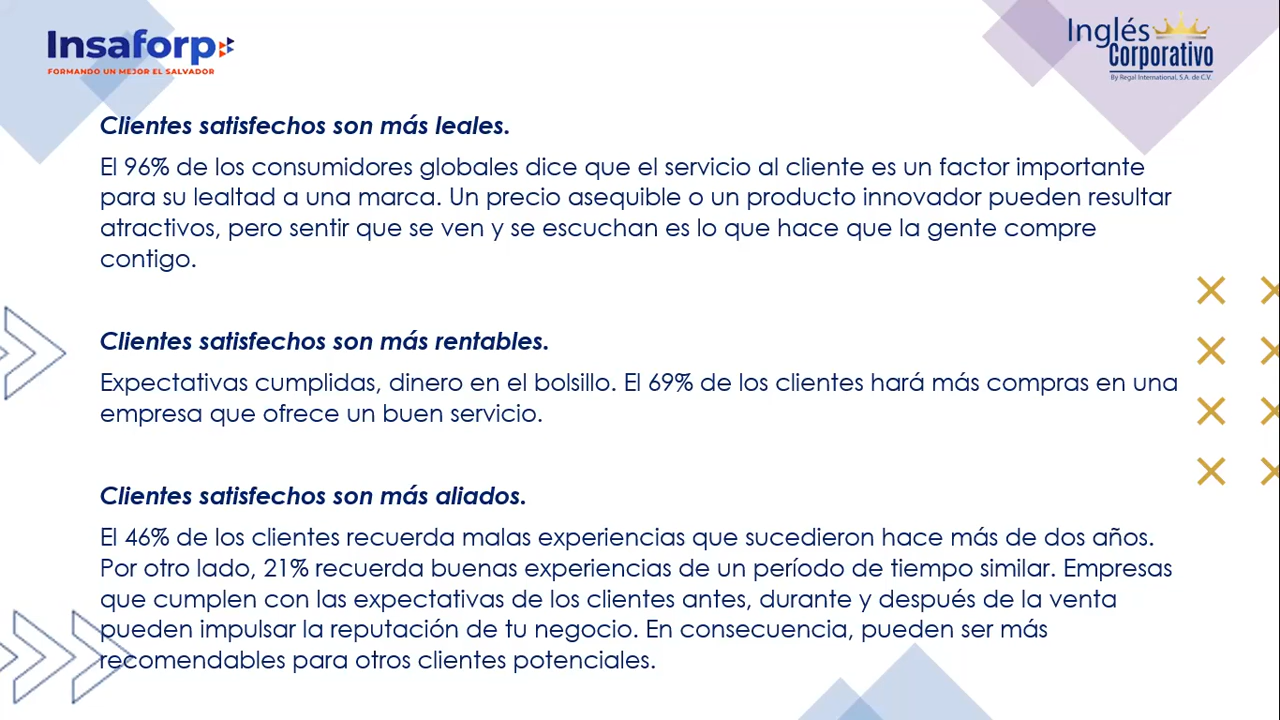 Insaforp
FORMANDO UN MEJOR EL SALVADOR
Inglés
Corporativo
By Regal International, S.A. de C.V.
Clientes satisfechos son más leales.
El 96% de los consumidores globales dice que el servicio al cliente es un factor importante
para su lealtad a una marca. Un precio asequible o un producto innovador pueden resultar
atractivos, pero sentir que se ven y se escuchan es lo que hace que la gente compre
contigo.
Clientes satisfechos son más rentables.
Expectativas cumplidas, dinero en el bolsillo. El 69% de los clientes hará más compras en una
empresa que ofrece un buen servicio.
Clientes satisfechos son más aliados.
El 46% de los clientes recuerda malas experiencias que sucedieron hace más de dos años.
Por otro lado, 21% recuerda buenas experiencias de un período de tiempo similar. Empresas
que cumplen con las expectativas de los clientes antes, durante y después de la venta
pueden impulsar la reputación de tu negocio. En consecuencia, pueden ser más
recomendables para otros clientes potenciales.